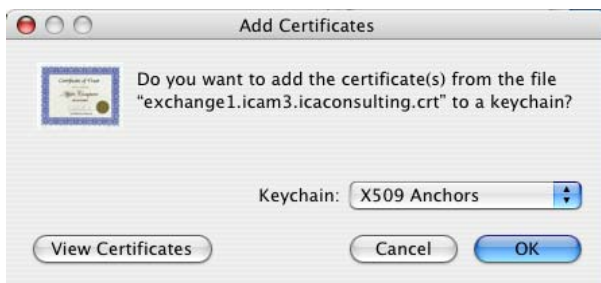 Add Certificates
Do you want to add the certificate(s) from the file
“exchange1.icam3.icaconsulting.crt” to a keychain?
Keychain: X509 Anchors
View Certificates Cancel OK